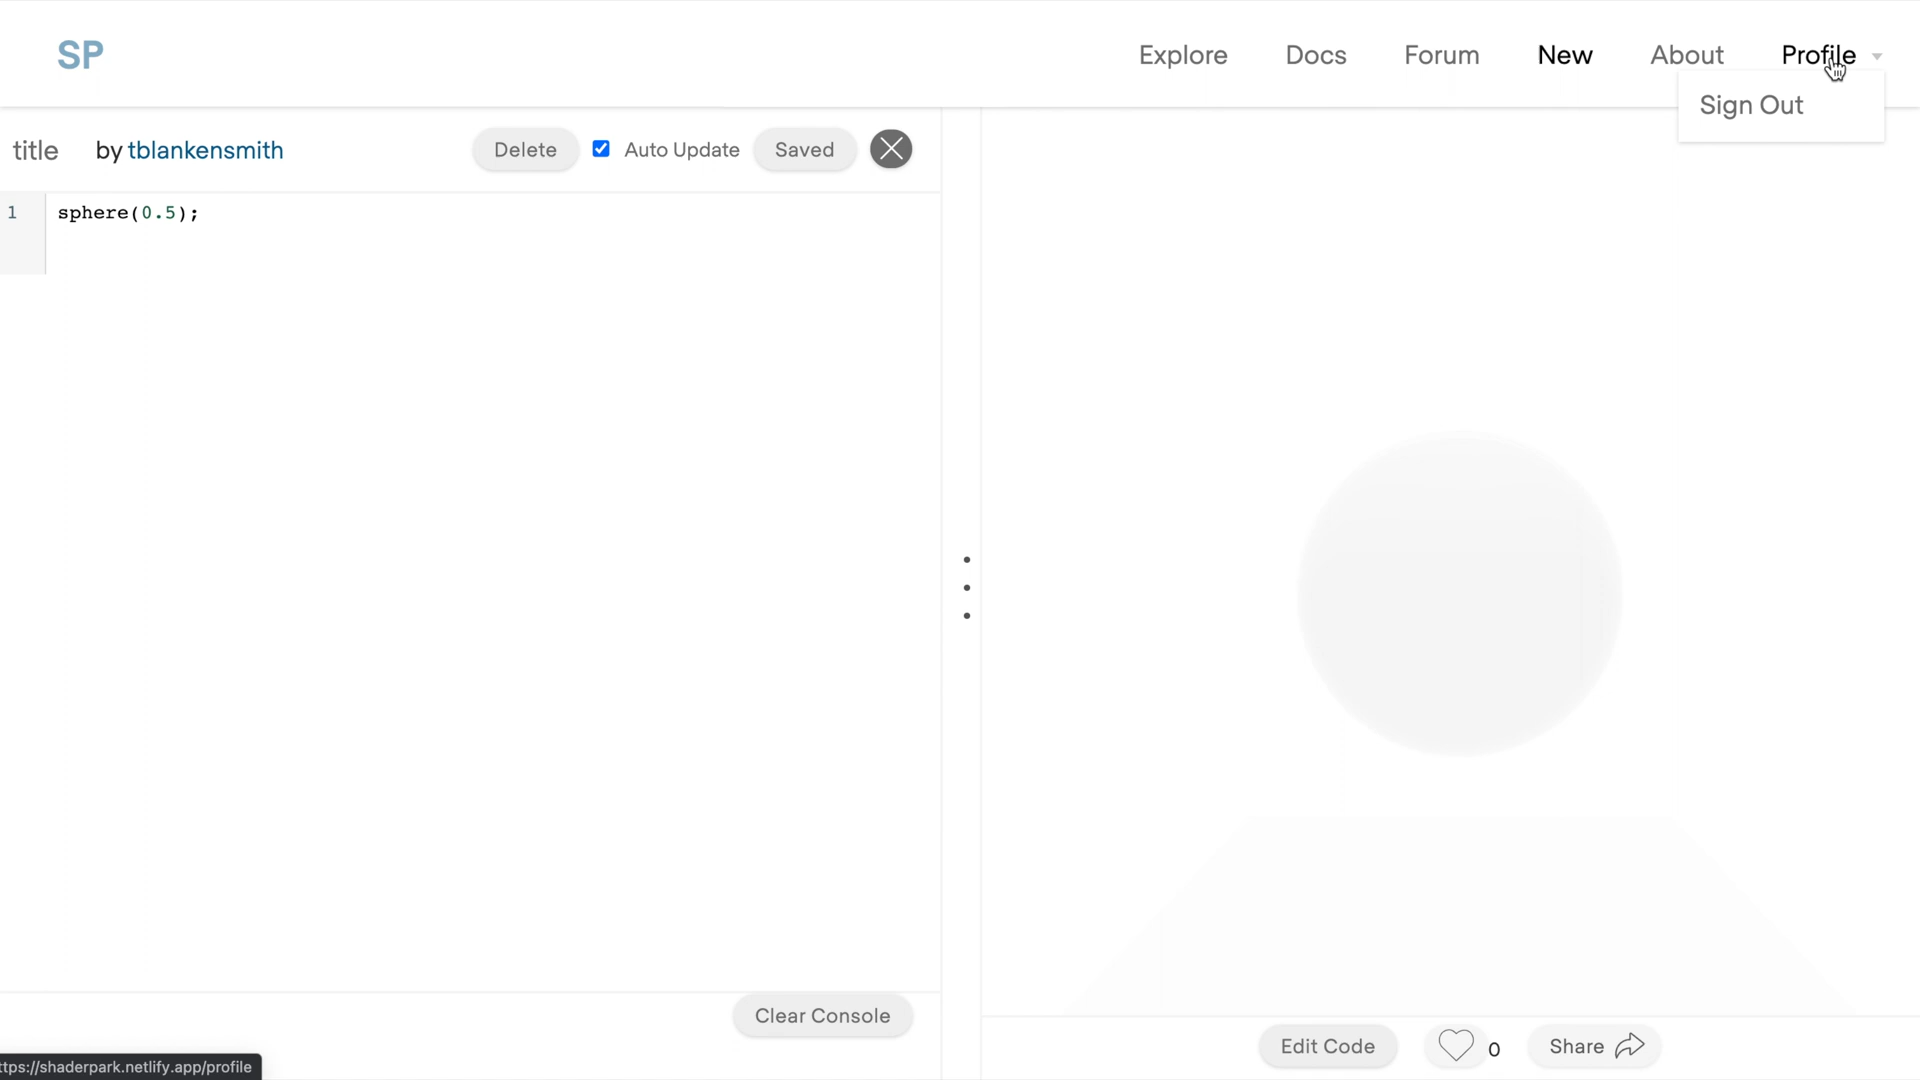 SP Explore Docs Forum New About Profile
Sign Out
title by tblankensmith Delete Auto Update Saved
1 sphere(0.5);
Clear Console
Edit Code 0 Share
ttps://shaderpark.netlify.app/profile